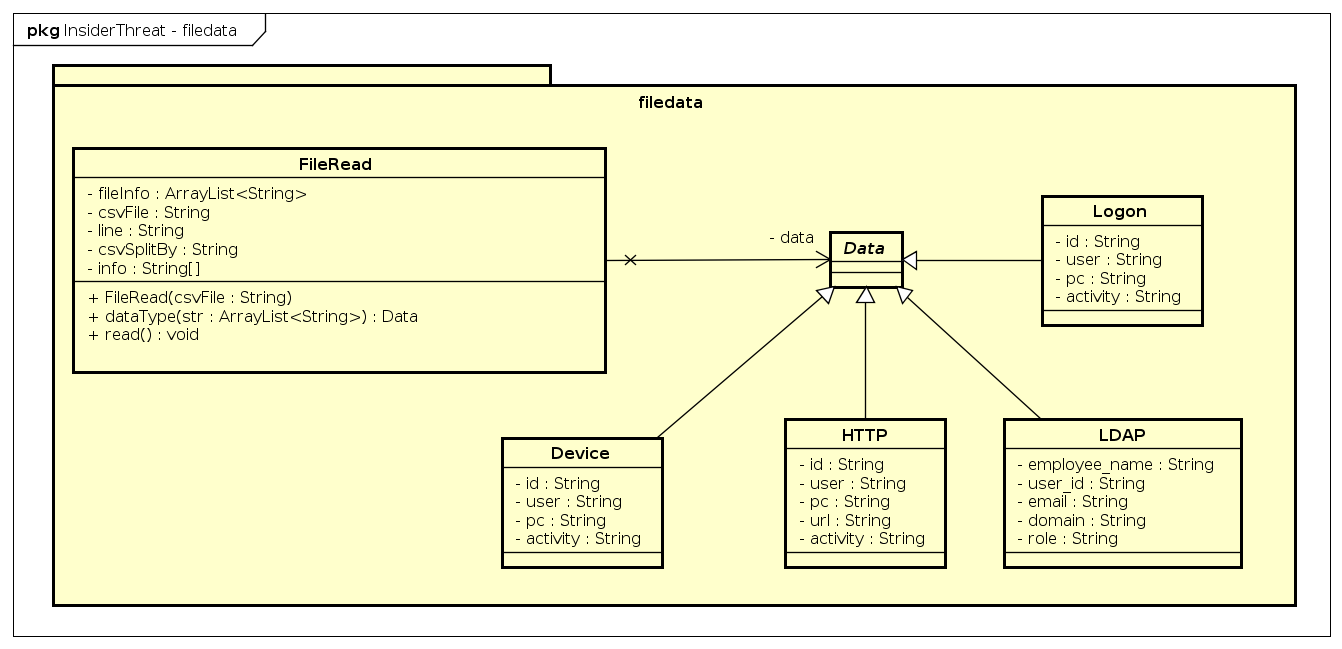 pkg InsiderThreat - filedata
filedata
FileRead
- fileInfo : ArrayList<String>
- csvFile : String
- line : String
- csvSplitBy : String
- info : String[]
+ FileRead(csvFile : String)
+ dataType(str : ArrayList<String>) : Data
+ read() : void
- data
Data
Logon
- id : String
- user : String
- pc : String
- activity : String
Device
- id : String
- user : String
- pc : String
- activity : String
HTTP
- id : String
- user : String
- pc : String
- url : String
- activity : String
LDAP
- employee_name : String
- user_id : String
- email : String
- domain : String
- role : String